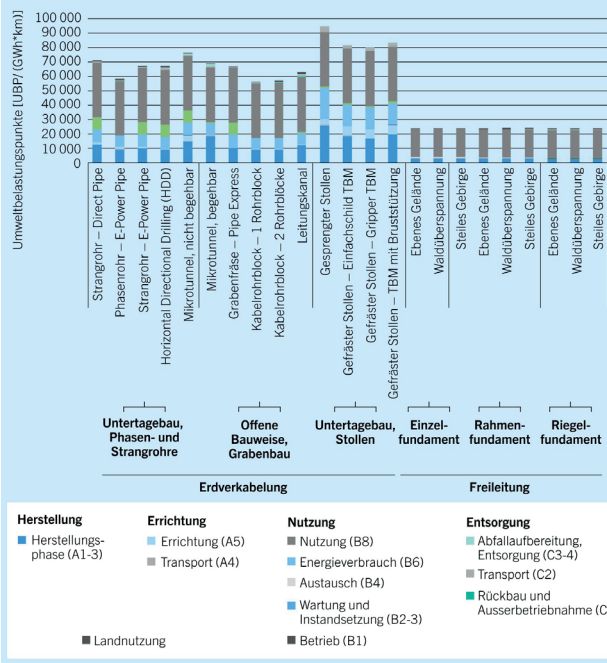 Umweltbelastungspunkte [UBP/ (GWh*km)]
100 000
90 000
80 000
70 000
60 000
50 000
40 000
30 000
20 000
10 000
0
Strangrohr – Direct Pipe
Phasenrohr – E-Power Pipe
Strangrohr – E-Power Pipe
Horizontal Directional Drilling (HDD)
Mikrotunnel, nicht begehbar
Mikrotunnel, begehbar
Grabenfräse – Pipe Express
Kabelrohrblock – 1 Rohrblock
Kabelrohrblock – 2 Rohrblöcke
Leitungskanal
Gesprengter Stollen
Gefräster Stollen – Einfachschild TBM
Gefräster Stollen – Gripper TBM
Gefräster Stollen – TBM mit Bruststützung
Ebenes Gelände
Waldüberspannung
Steiles Gebirge
Ebenes Gelände
Waldüberspannung
Steiles Gebirge
Ebenes Gelände
Waldüberspannung
Steiles Gebirge
Untertagebau,
Phasen- und
Strangrohre
Offene
Bauweise,
Grabenbau
Untertagebau,
Stollen
Einzel-
fundament
Rahmen-
fundament
Riegel-
fundament
Erdverkabelung
Freileitung
Herstellung
Herstellungs-
phase (A1-3)
Errichtung
Errichtung (A5)
Transport (A4)
Nutzung
Nutzung (B8)
Energieverbrauch (B6)
Austausch (B4)
Wartung und
Instandsetzung (B2-3)
Betrieb (B1)
Entsorgung
Abfallaufbereitung,
Entsorgung (C3-4)
Transport (C2)
Rückbau und
Ausserbetriebnahme (C
Landnutzung